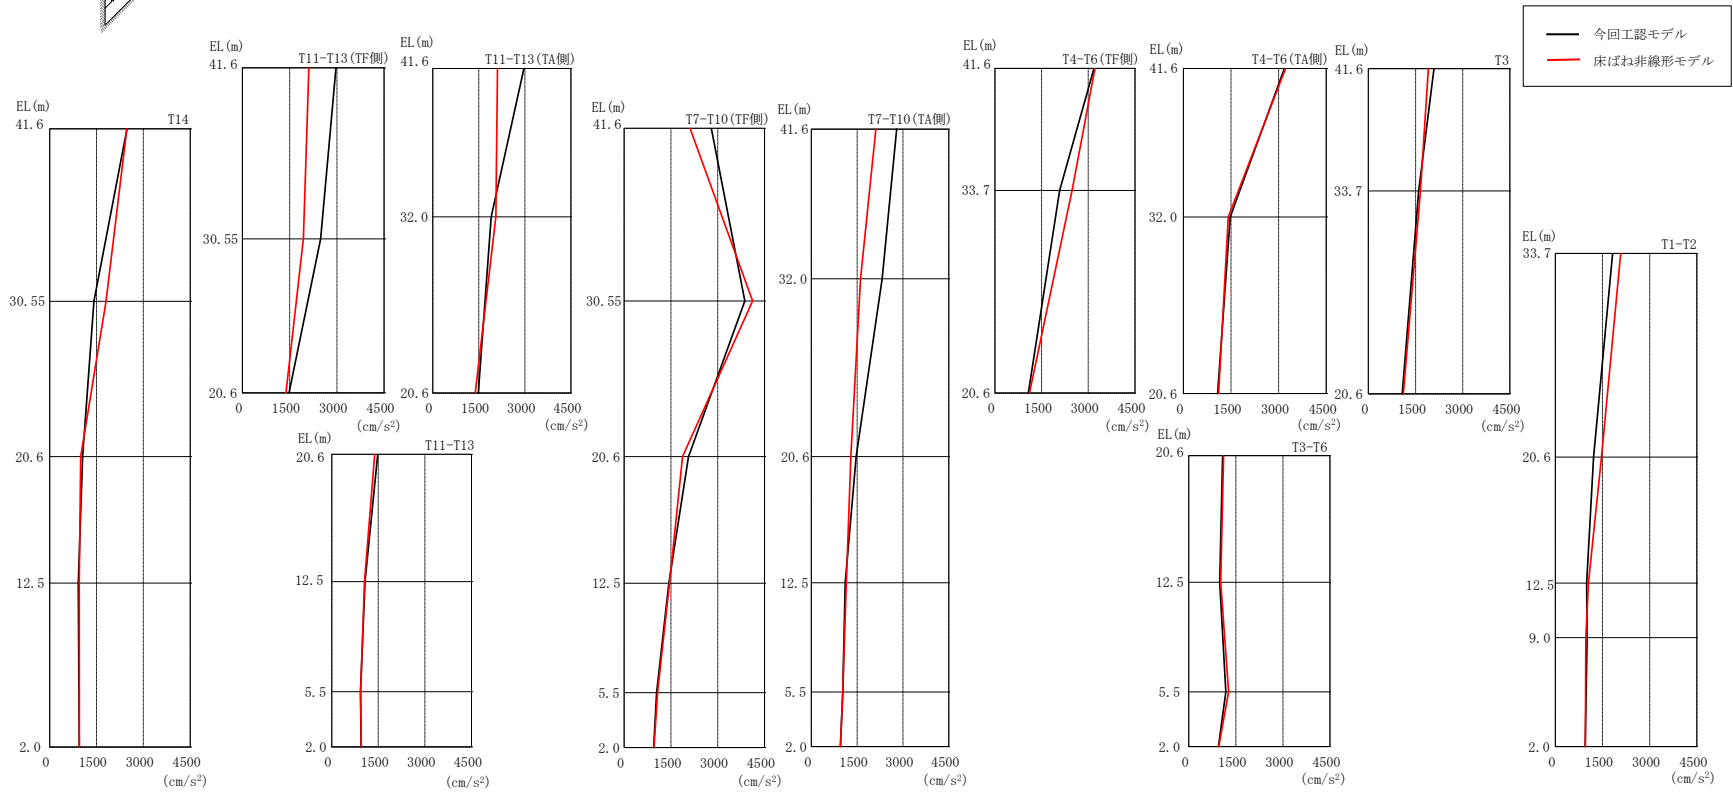 今回工認モデル
床ばね非線形モデル
EL(m)
T14
41.6
30.55
20.6
12.5
2.0
0 1500 3000 4500
(cm/s²)
EL(m)
T11-T13(TF側)
41.6
30.55
20.6
0 1500 3000 4500
(cm/s²)
EL(m)
T11-T13(TA側)
41.6
32.0
20.6
0 1500 3000 4500
(cm/s²)
EL(m)
T11-T13
20.6
12.5
5.5
2.0
0 1500 3000 4500
(cm/s²)
EL(m)
T7-T10(TF側)
41.6
30.55
20.6
12.5
5.5
2.0
0 1500 3000 4500
(cm/s²)
EL(m)
T7-T10(TA側)
41.6
32.0
20.6
12.5
5.5
2.0
0 1500 3000 4500
(cm/s²)
EL(m)
T4-T6(TF側)
41.6
33.7
20.6
0 1500 3000 4500
(cm/s²)
EL(m)
T4-T6(TA側)
41.6
32.0
20.6
0 1500 3000 4500
(cm/s²)
EL(m)
T3
41.6
33.7
20.6
0 1500 3000 4500
(cm/s²)
EL(m)
T3-T6
20.6
12.5
5.5
2.0
0 1500 3000 4500
(cm/s²)
EL(m)
T1-T2
33.7
20.6
12.5
9.0
2.0
0 1500 3000 4500
(cm/s²)